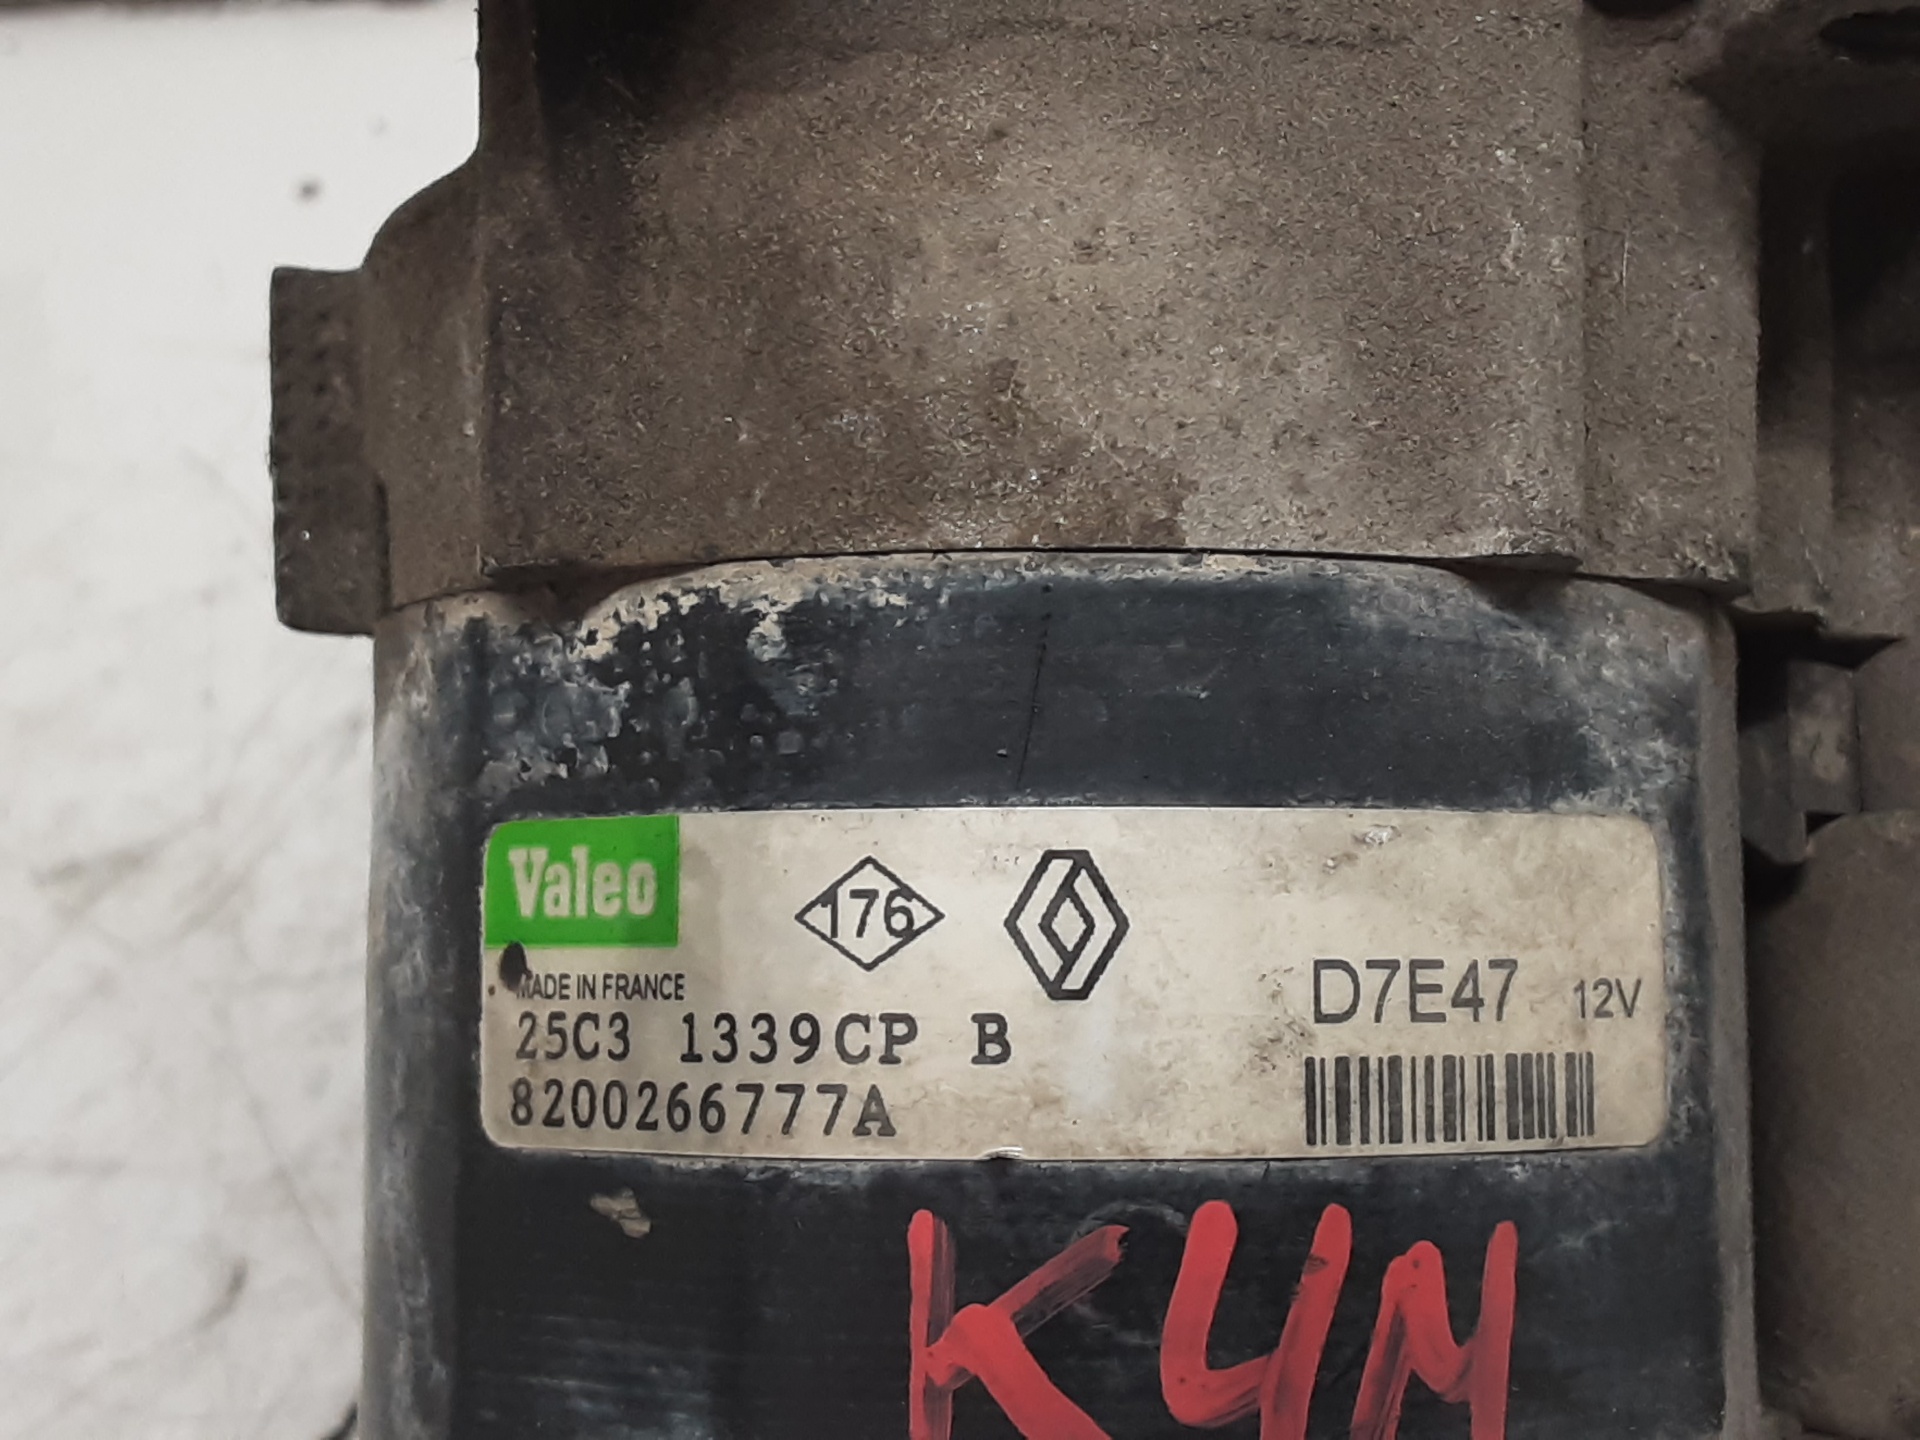 Valeo
176
MADE IN FRANCE
D7E47 12V
25C3 1339CP B
8200266777A
K4M